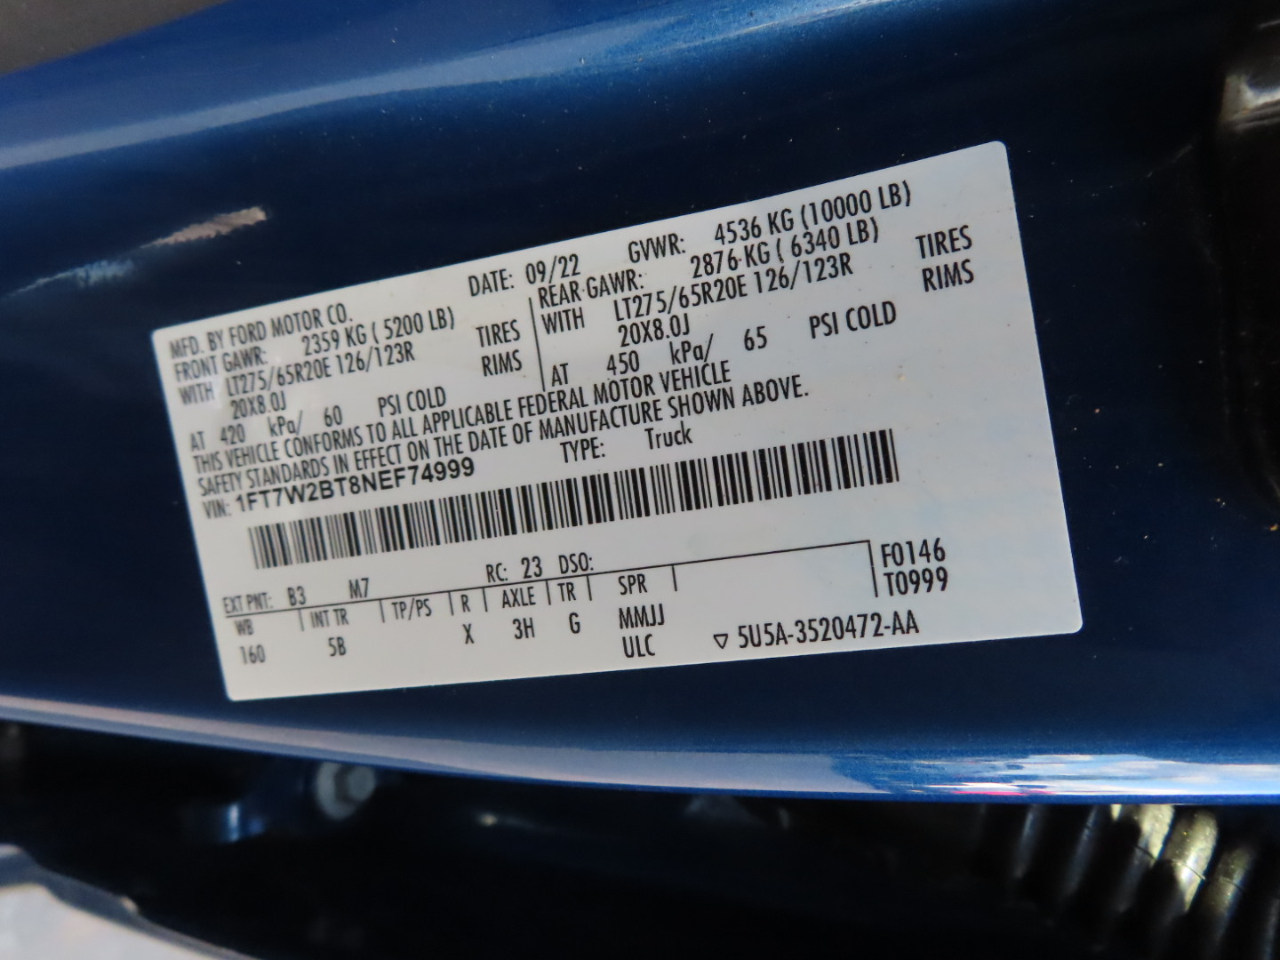 MFD. BY FORD MOTOR CO.
DATE: 09/22
GVWR: 4536 KG (10000 LB)
FRONT GAWR: 2359 KG ( 5200 LB)
WITH LT275/65R20E 126/123R TIRES
20X8.0J RIMS
AT 420 kPa/ 60 PSI COLD
REAR GAWR: 2876 KG ( 6340 LB)
WITH LT275/65R20E 126/123R TIRES
20X8.0J RIMS
AT 450 kPa/ 65 PSI COLD
THIS VEHICLE CONFORMS TO ALL APPLICABLE FEDERAL MOTOR VEHICLE
SAFETY STANDARDS IN EFFECT ON THE DATE OF MANUFACTURE SHOWN ABOVE.
VIN: 1FT7W2BT8NEF74999
TYPE: Truck
EXT PNT: B3 M7 RC: 23 DSO:
WB INT TR TP/PS R AXLE TR SPR
160 5B X 3H G MMJJ
ULC
F0146
T0999
▽ 5U5A-3520472-AA